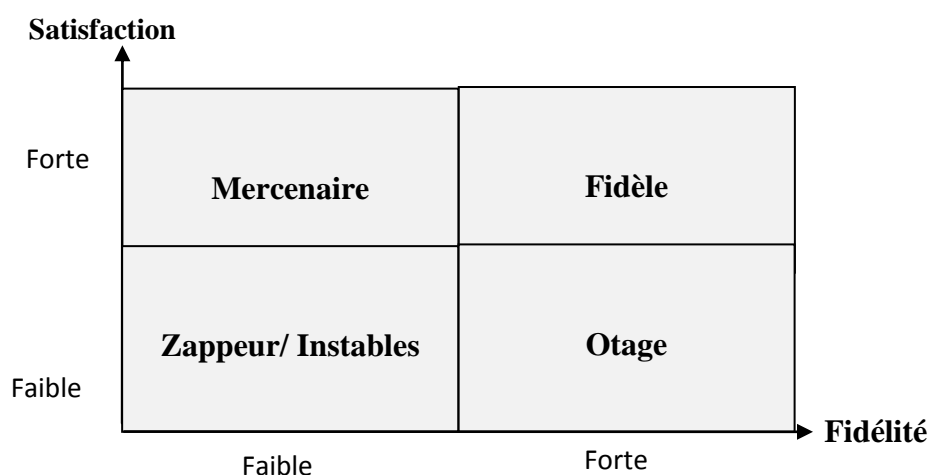 Satisfaction
Forte
Mercenaire
Fidèle
Zappeur/ Instables
Otage
Faible
Fidélité
Faible
Forte